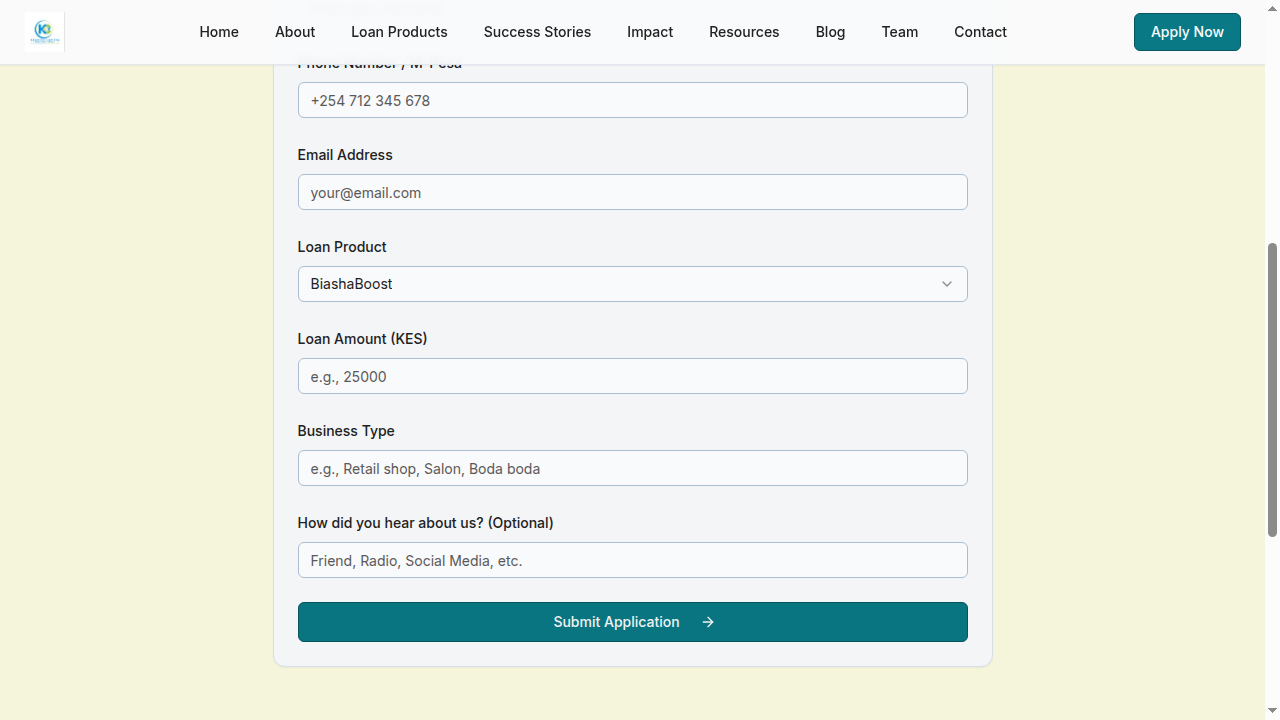 Home
About
Loan Products
Success Stories
Impact
Resources
Blog
Team
Contact
Apply Now
Phone Number / M-Pesa
+254 712 345 678
Email Address
your@email.com
Loan Product
BiashaBoost
Loan Amount (KES)
e.g., 25000
Business Type
e.g., Retail shop, Salon, Boda boda
How did you hear about us? (Optional)
Friend, Radio, Social Media, etc.
Submit Application